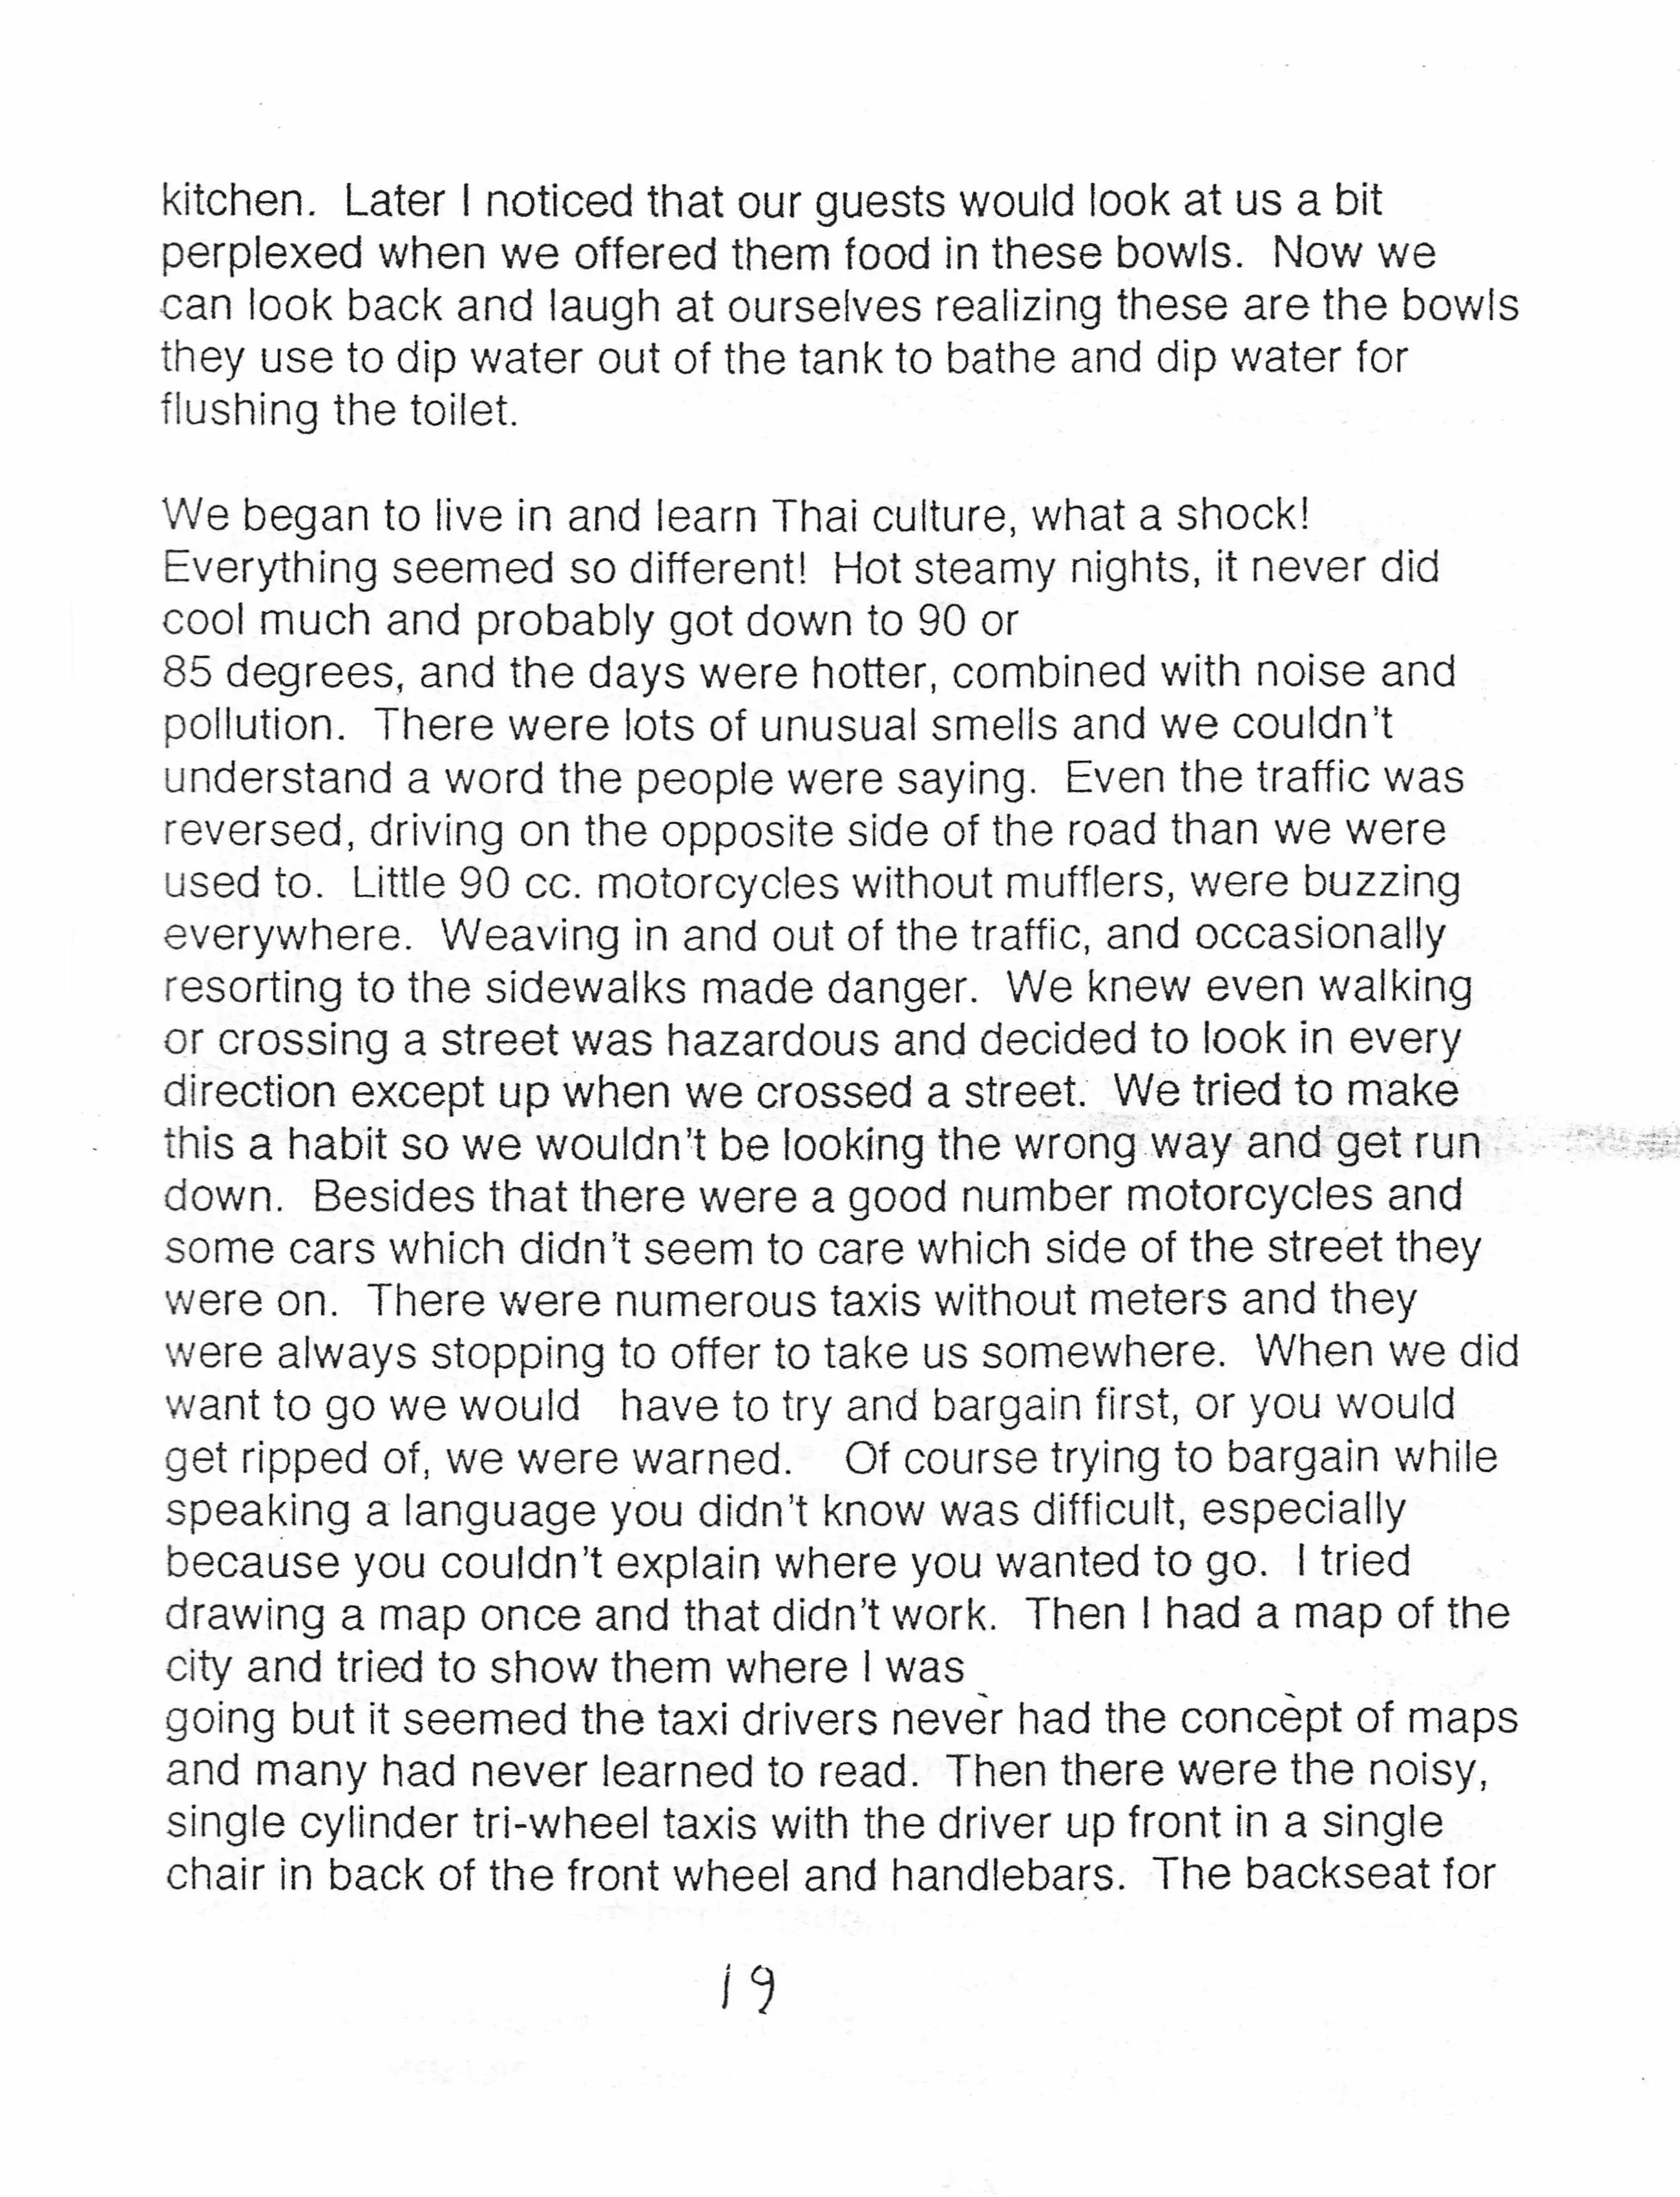 kitchen.  Later I noticed that our guests would look at us a bit
perplexed when we offered them food in these bowls.  Now we
can look back and laugh at ourselves realizing these are the bowls
they use to dip water out of the tank to bathe and dip water for
flushing the toilet.

We began to live in and learn Thai culture, what a shock!
Everything seemed so different!  Hot steamy nights, it never did
cool much and probably got down to 90 or
85 degrees, and the days were hotter, combined with noise and
pollution.  There were lots of unusual smells and we couldn't
understand a word the people were saying.  Even the traffic was
reversed, driving on the opposite side of the road than we were
used to.  Little 90 cc. motorcycles without mufflers, were buzzing
everywhere.  Weaving in and out of the traffic, and occasionally
resorting to the sidewalks made danger.  We knew even walking
or crossing a street was hazardous and decided to look in every
direction except up when we crossed a street.  We tried to make
this a habit so we wouldn't be looking the wrong way and get run
down.  Besides that there were a good number motorcycles and
some cars which didn't seem to care which side of the street they
were on.  There were numerous taxis without meters and they
were always stopping to offer to take us somewhere.  When we did
want to go we would   have to try and bargain first, or you would
get ripped of, we were warned.   Of course trying to bargain while
speaking a language you didn't know was difficult, especially
because you couldn't explain where you wanted to go.  I tried
drawing a map once and that didn't work.  Then I had a map of the
city and tried to show them where I was
going but it seemed the taxi drivers never had the concept of maps
and many had never learned to read.  Then there were the noisy,
single cylinder tri-wheel taxis with the driver up front in a single
chair in back of the front wheel and handlebars.  The backseat for

19